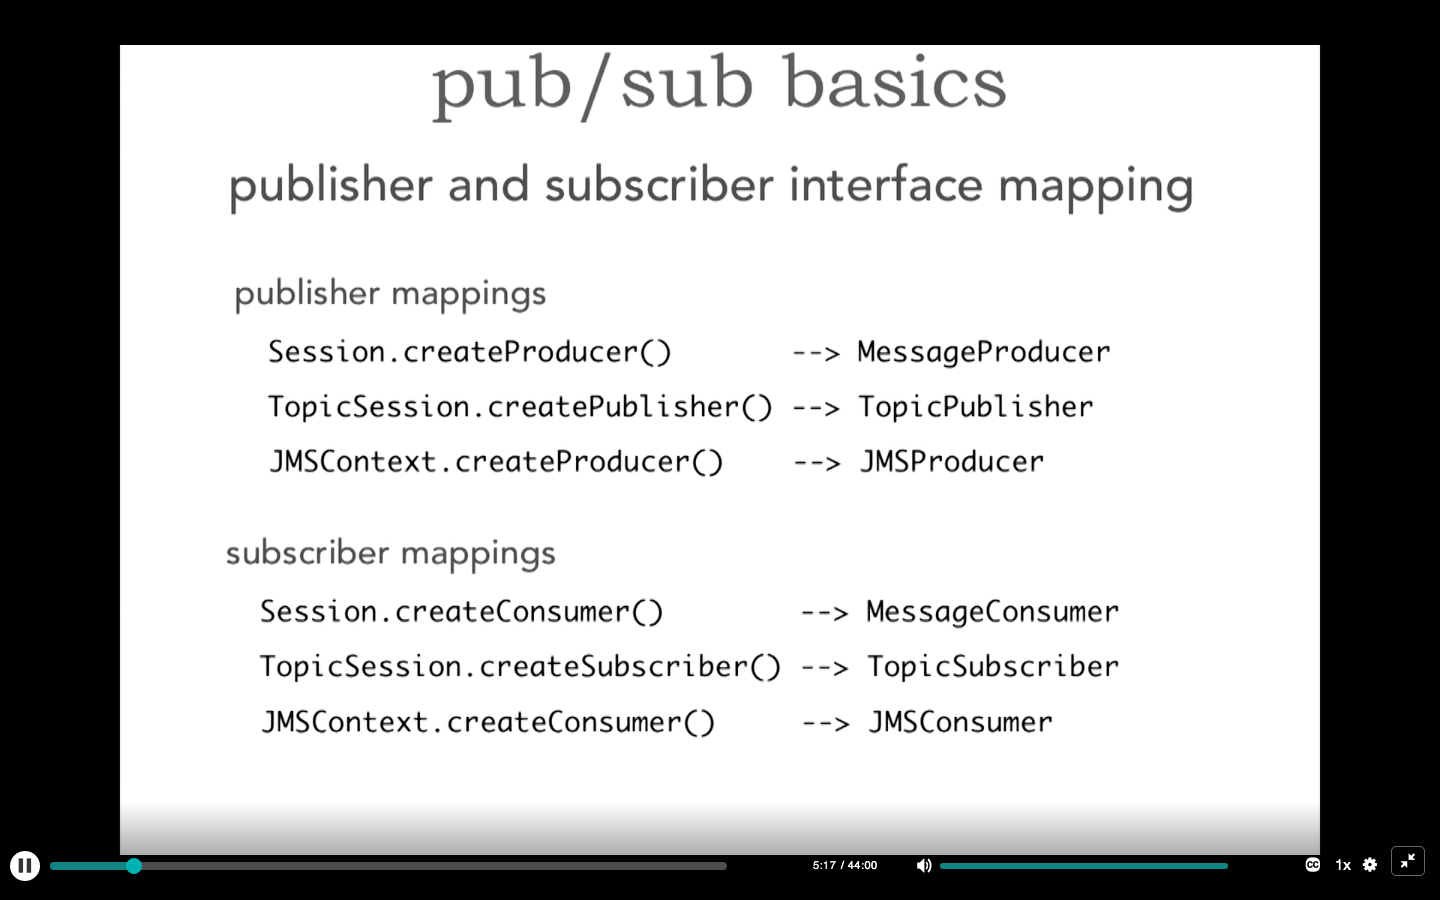 pub/sub basics
publisher and subscriber interface mapping
publisher mappings
Session.createProducer() --> MessageProducer
TopicSession.createPublisher() --> TopicPublisher
JMSContext.createProducer() --> JMSProducer
subscriber mappings
Session.createConsumer() --> MessageConsumer
TopicSession.createSubscriber() --> TopicSubscriber
JMSContext.createConsumer() --> JMSConsumer
5:17 / 44:00 CC 1x